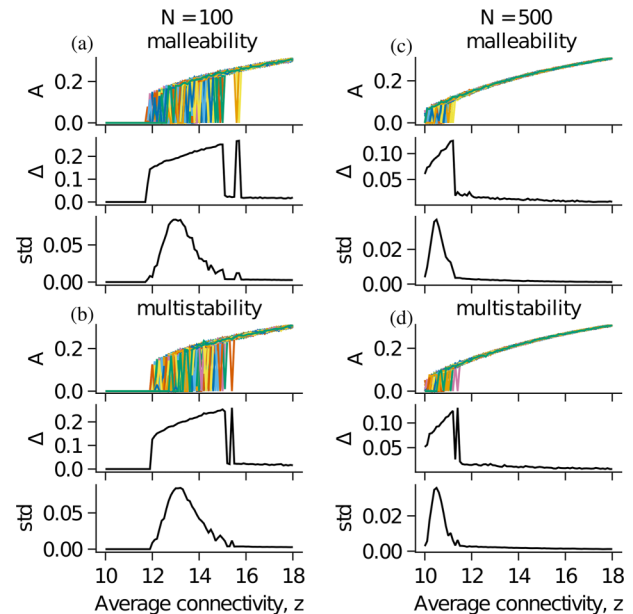 N = 100
(a) malleability
A
0.2
0.0
Δ
0.2
0.1
0.0
std
0.05
0.00
multistability
(b)
A
0.2
0.0
Δ
0.2
0.1
0.0
std
0.05
0.00
10 12 14 16 18
Average connectivity, z
N = 500
(c) malleability
A
0.2
0.0
Δ
0.10
0.05
std
0.02
0.00
multistability
(d)
A
0.2
0.0
Δ
0.10
0.05
std
0.02
0.00
10 12 14 16 18
Average connectivity, z